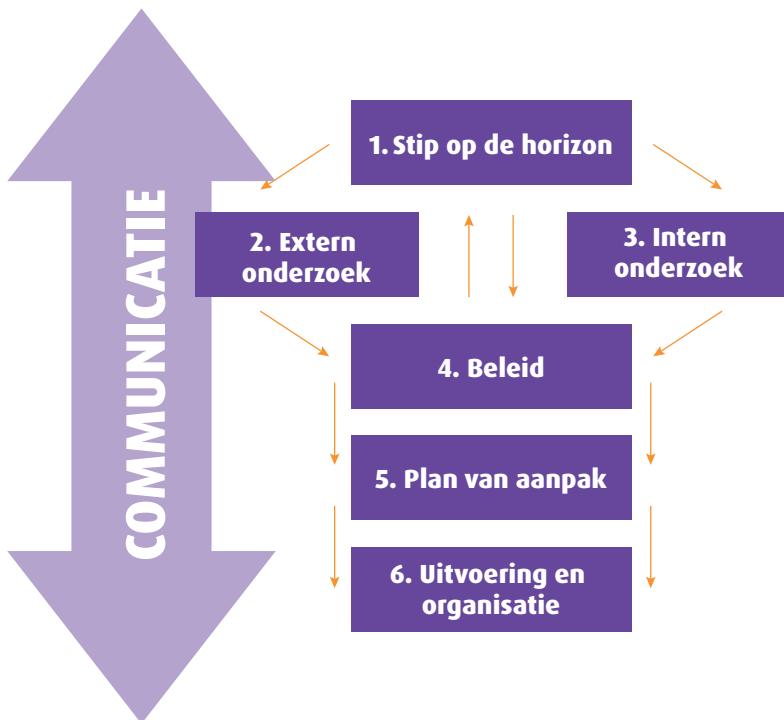 COMMUNICATIE
1. Stip op de horizon
2. Extern
onderzoek
3. Intern
onderzoek
4. Beleid
5. Plan van aanpak
6. Uitvoering en
organisatie